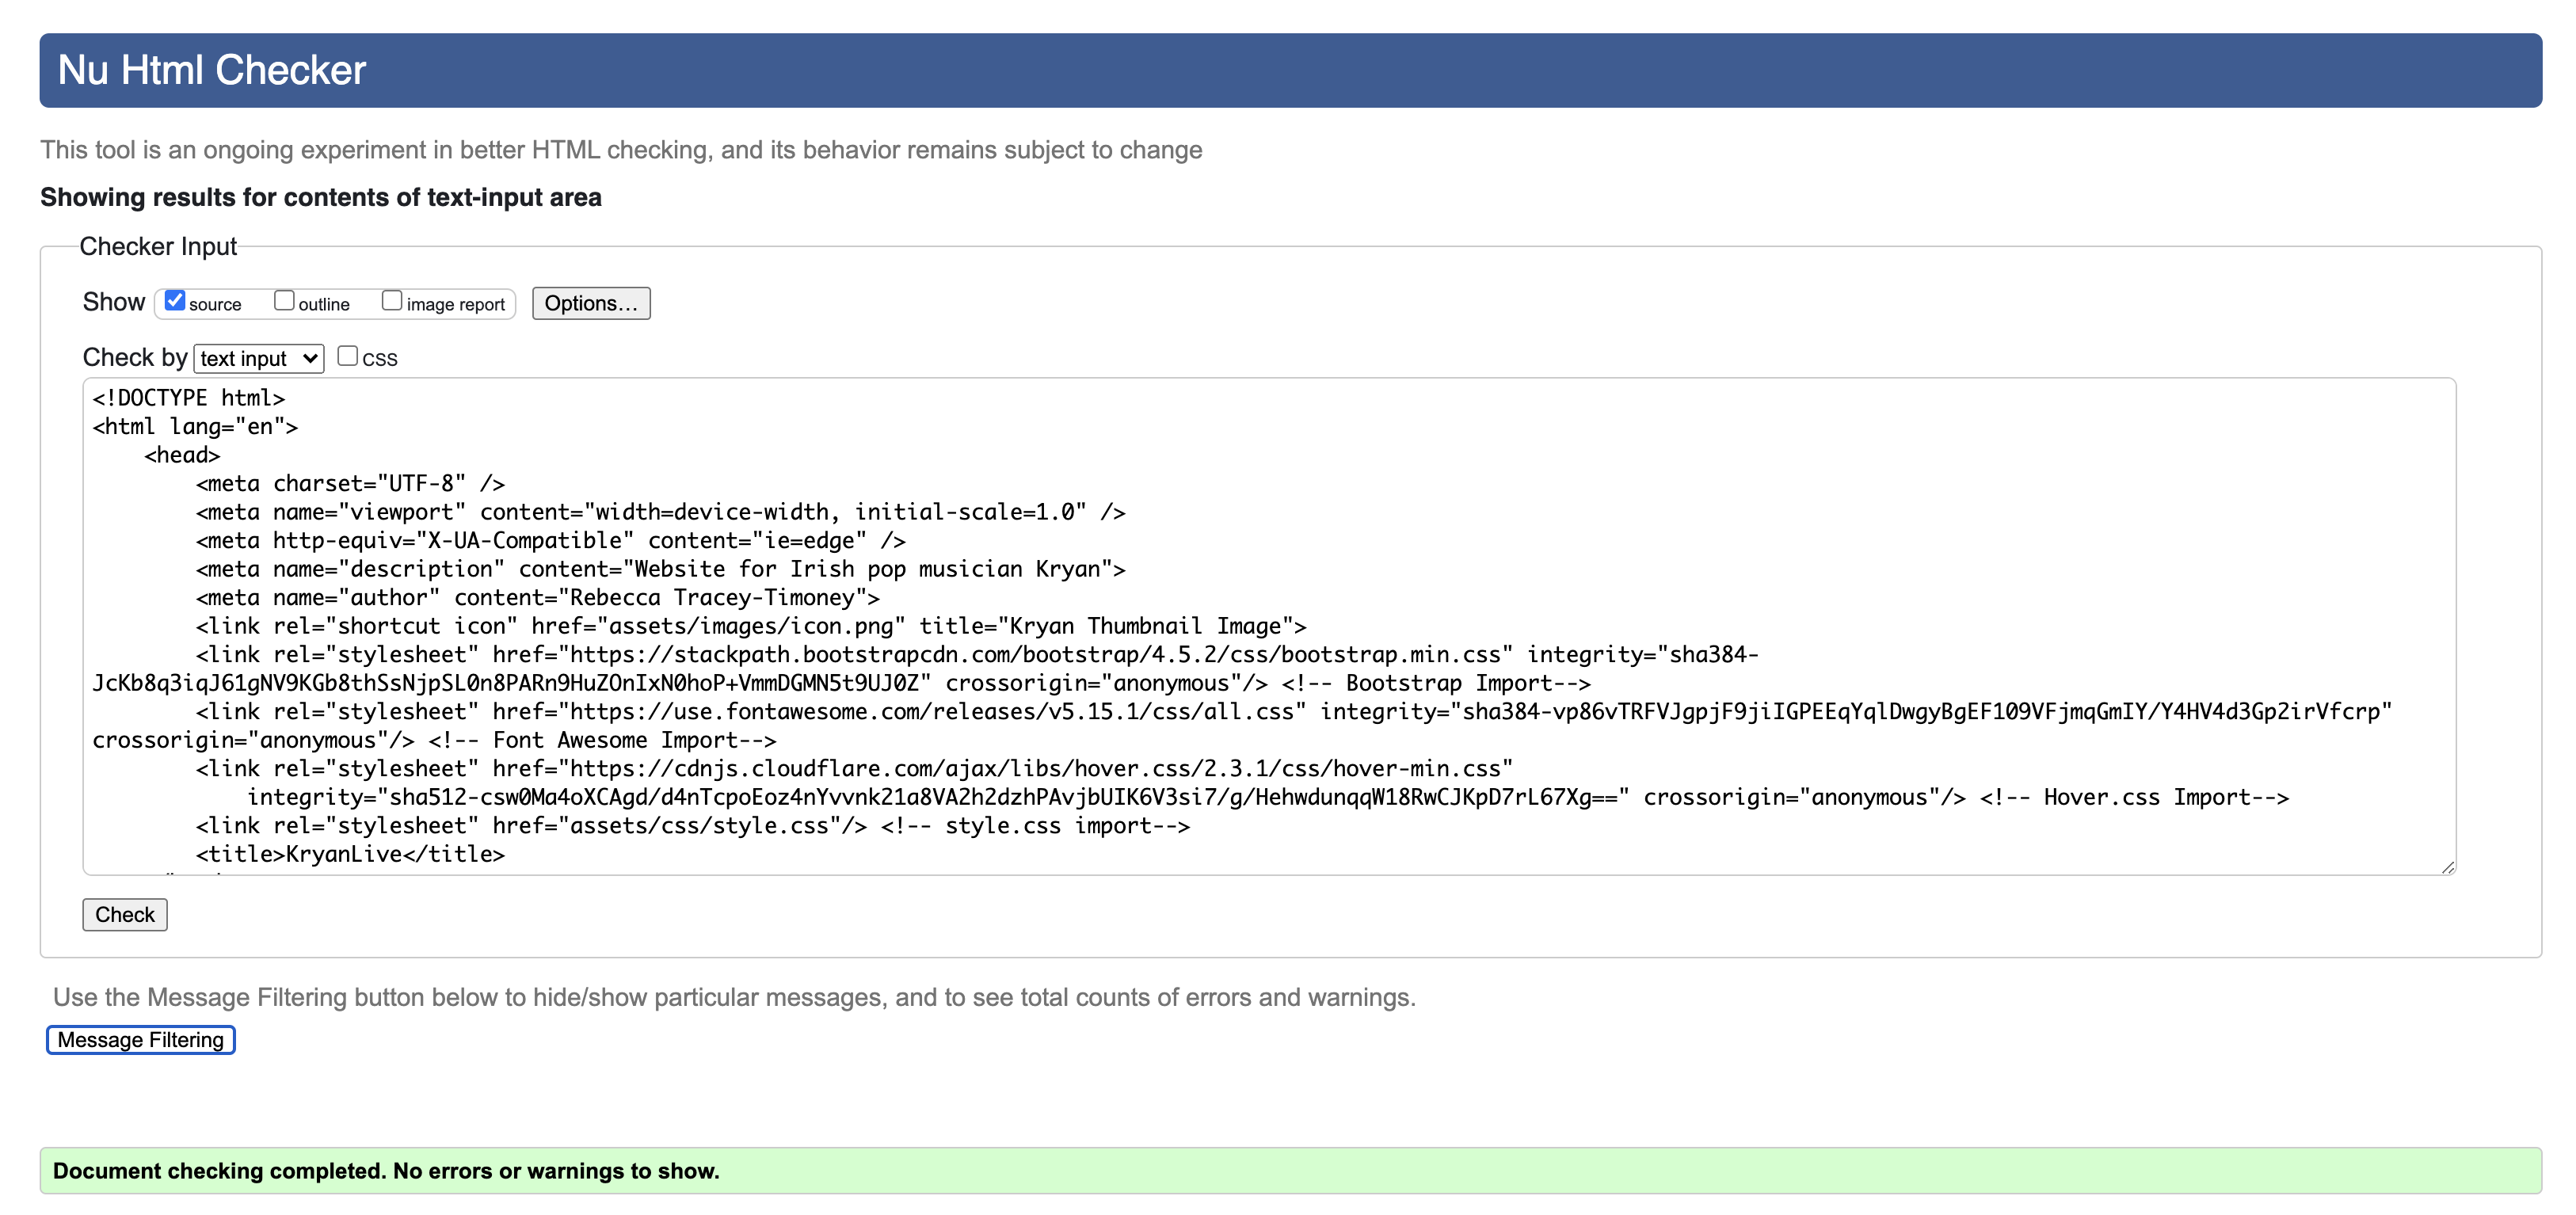 Nu Html Checker
This tool is an ongoing experiment in better HTML checking, and its behavior remains subject to change
Showing results for contents of text-input area
Checker Input
Show source outline image report Options...
Check by text input CSS
<!DOCTYPE html>
<html lang="en">
    <head>
        <meta charset="UTF-8" />
        <meta name="viewport" content="width=device-width, initial-scale=1.0" />
        <meta http-equiv="X-UA-Compatible" content="ie=edge" />
        <meta name="description" content="Website for Irish pop musician Kryan">
        <meta name="author" content="Rebecca Tracey-Timoney">
        <link rel="shortcut icon" href="assets/images/icon.png" title="Kryan Thumbnail Image">
        <link rel="stylesheet" href="https://stackpath.bootstrapcdn.com/bootstrap/4.5.2/css/bootstrap.min.css" integrity="sha384-
JcKb8q3iqJ61gNV9KGb8thSsNjpSL0n8PARn9HuZOnIxN0hoP+VmmDGMN5t9UJ0Z" crossorigin="anonymous"/> <!-- Bootstrap Import-->
        <link rel="stylesheet" href="https://use.fontawesome.com/releases/v5.15.1/css/all.css" integrity="sha384-vp86vTRFVJgpjF9jiIGPEEqYqlDwgyBgEF109VFjmqGmIY/Y4HV4d3Gp2irVfcrp"
crossorigin="anonymous"/> <!-- Font Awesome Import-->
        <link rel="stylesheet" href="https://cdnjs.cloudflare.com/ajax/libs/hover.css/2.3.1/css/hover-min.css"
            integrity="sha512-csw0Ma4oXCAgd/d4nTcpoEoz4nYvvnk21a8VA2h2dzhPAvjbUIK6V3si7/g/HehwdunqqW18RwCJKpD7rL67Xg==" crossorigin="anonymous"/> <!-- Hover.css Import-->
        <link rel="stylesheet" href="assets/css/style.css"/> <!-- style.css import-->
        <title>KryanLive</title>
Check
Use the Message Filtering button below to hide/show particular messages, and to see total counts of errors and warnings.
Message Filtering
Document checking completed. No errors or warnings to show.